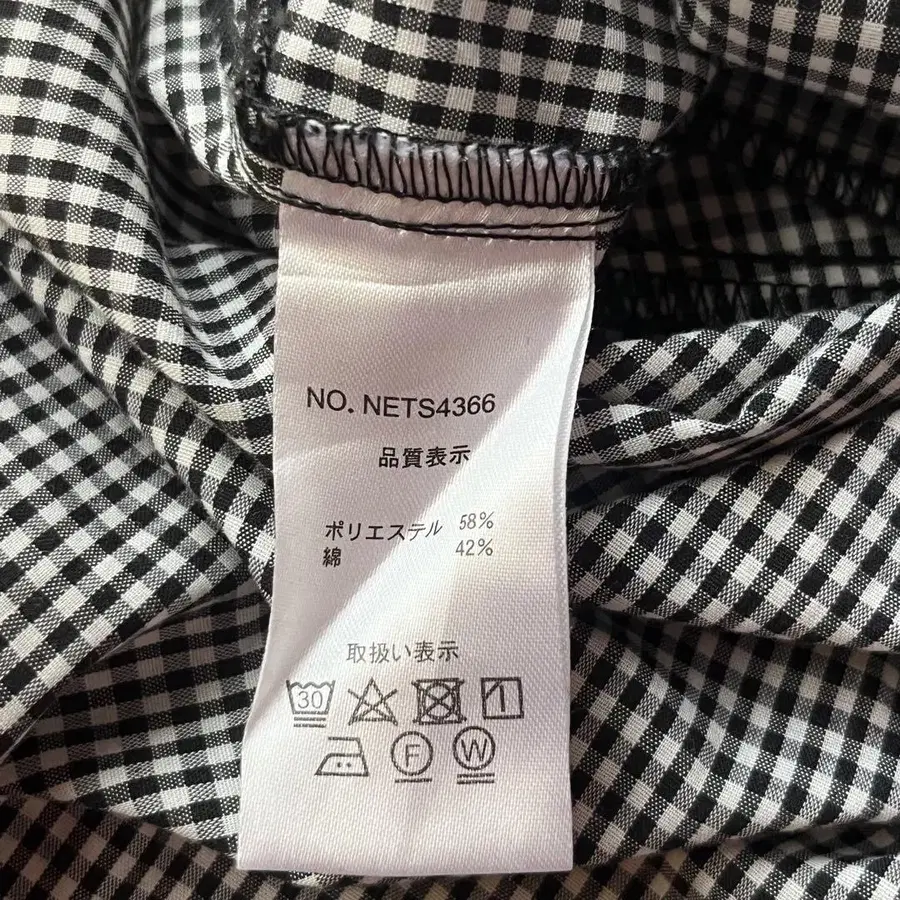 NO. NETS4366
品質表示
ポリエステル 58%
綿 42%
取扱い表示
30
F W